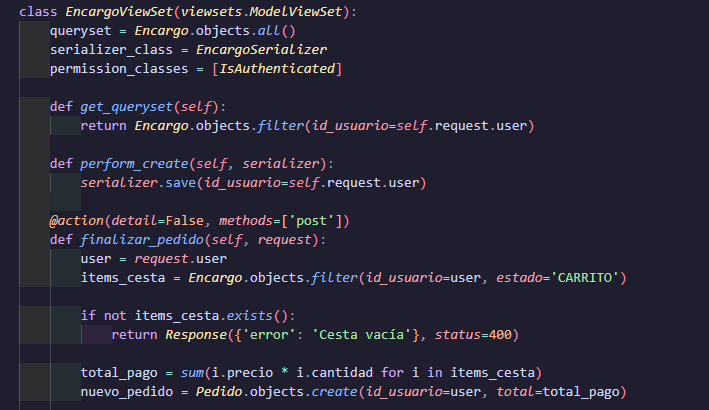 class EncargoViewSet(viewsets.ModelViewSet):
    queryset = Encargo.objects.all()
    serializer_class = EncargoSerializer
    permission_classes = [IsAuthenticated]

    def get_queryset(self):
        return Encargo.objects.filter(id_usuario=self.request.user)

    def perform_create(self, serializer):
        serializer.save(id_usuario=self.request.user)

    @action(detail=False, methods=['post'])
    def finalizar_pedido(self, request):
        user = request.user
        items_cesta = Encargo.objects.filter(id_usuario=user, estado='CARRITO')

        if not items_cesta.exists():
            return Response({'error': 'Cesta vacía'}, status=400)

        total_pago = sum(i.precio * i.cantidad for i in items_cesta)
        nuevo_pedido = Pedido.objects.create(id_usuario=user, total=total_pago)